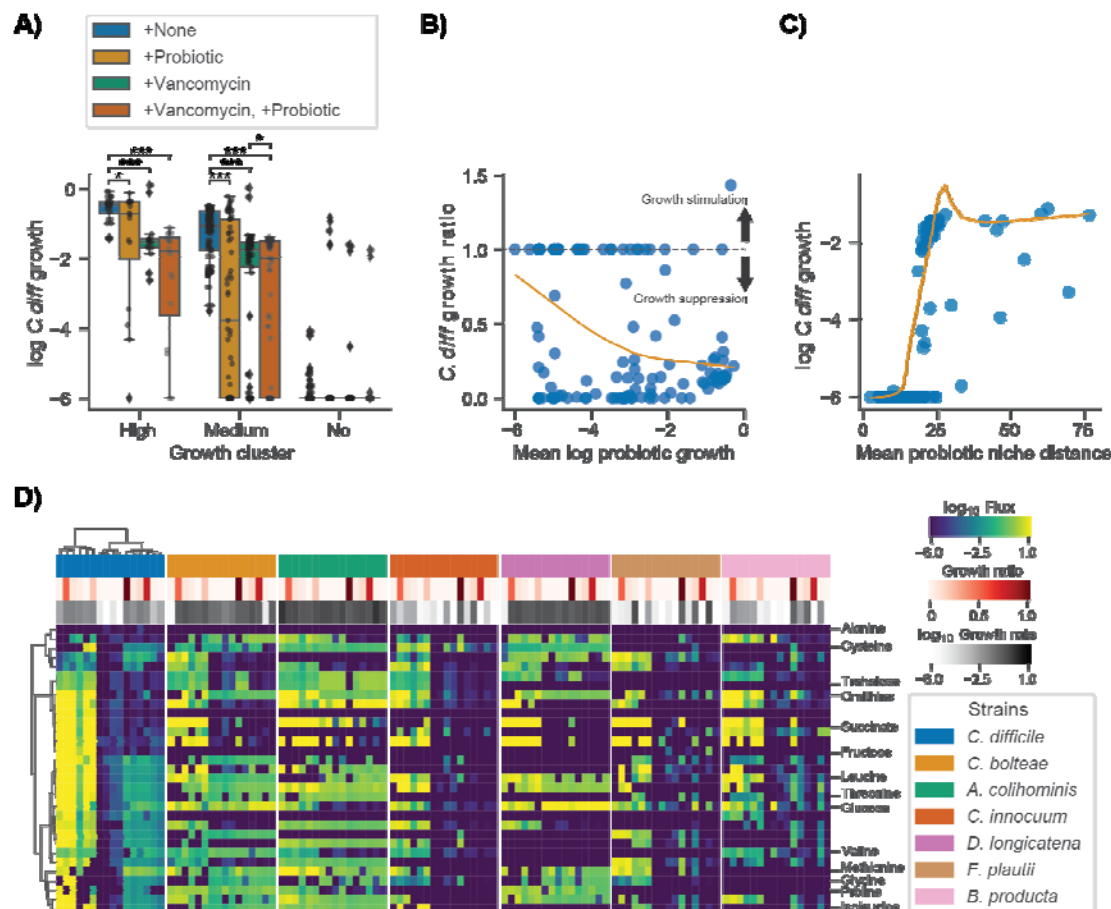 A)
+None
+Probiotic
+Vancomycin
+Vancomycin, +Probiotic
***
***
*
***
***
***
*
0
−2
−4
−6
log C diff growth
High
Medium
No
Growth cluster
B)
1.5
1.0
0.5
0.0
C. diff growth ratio
Growth stimulation
Growth suppression
−6
−4
−2
0
Mean log probiotic growth
C)
−2
−4
−6
log C. diff growth
0
25
50
75
Mean probiotic niche distance
D)
log₁₀ Flux
−5.0
−2.5
1.0
Growth ratio
0
0.5
1.0
log₁₀ Growth rate
−5.0
−2.5
1.0
Alanine
Cysteine
Trehalose
Ornithine
Succinate
Fructose
Leucine
Threonine
Glucose
Valine
Methionine
Glycine
Proline
Isoleucine
Strains
C. difficile
C. bolteae
A. colihominis
C. innocuum
D. longicatena
F. plautii
B. producta